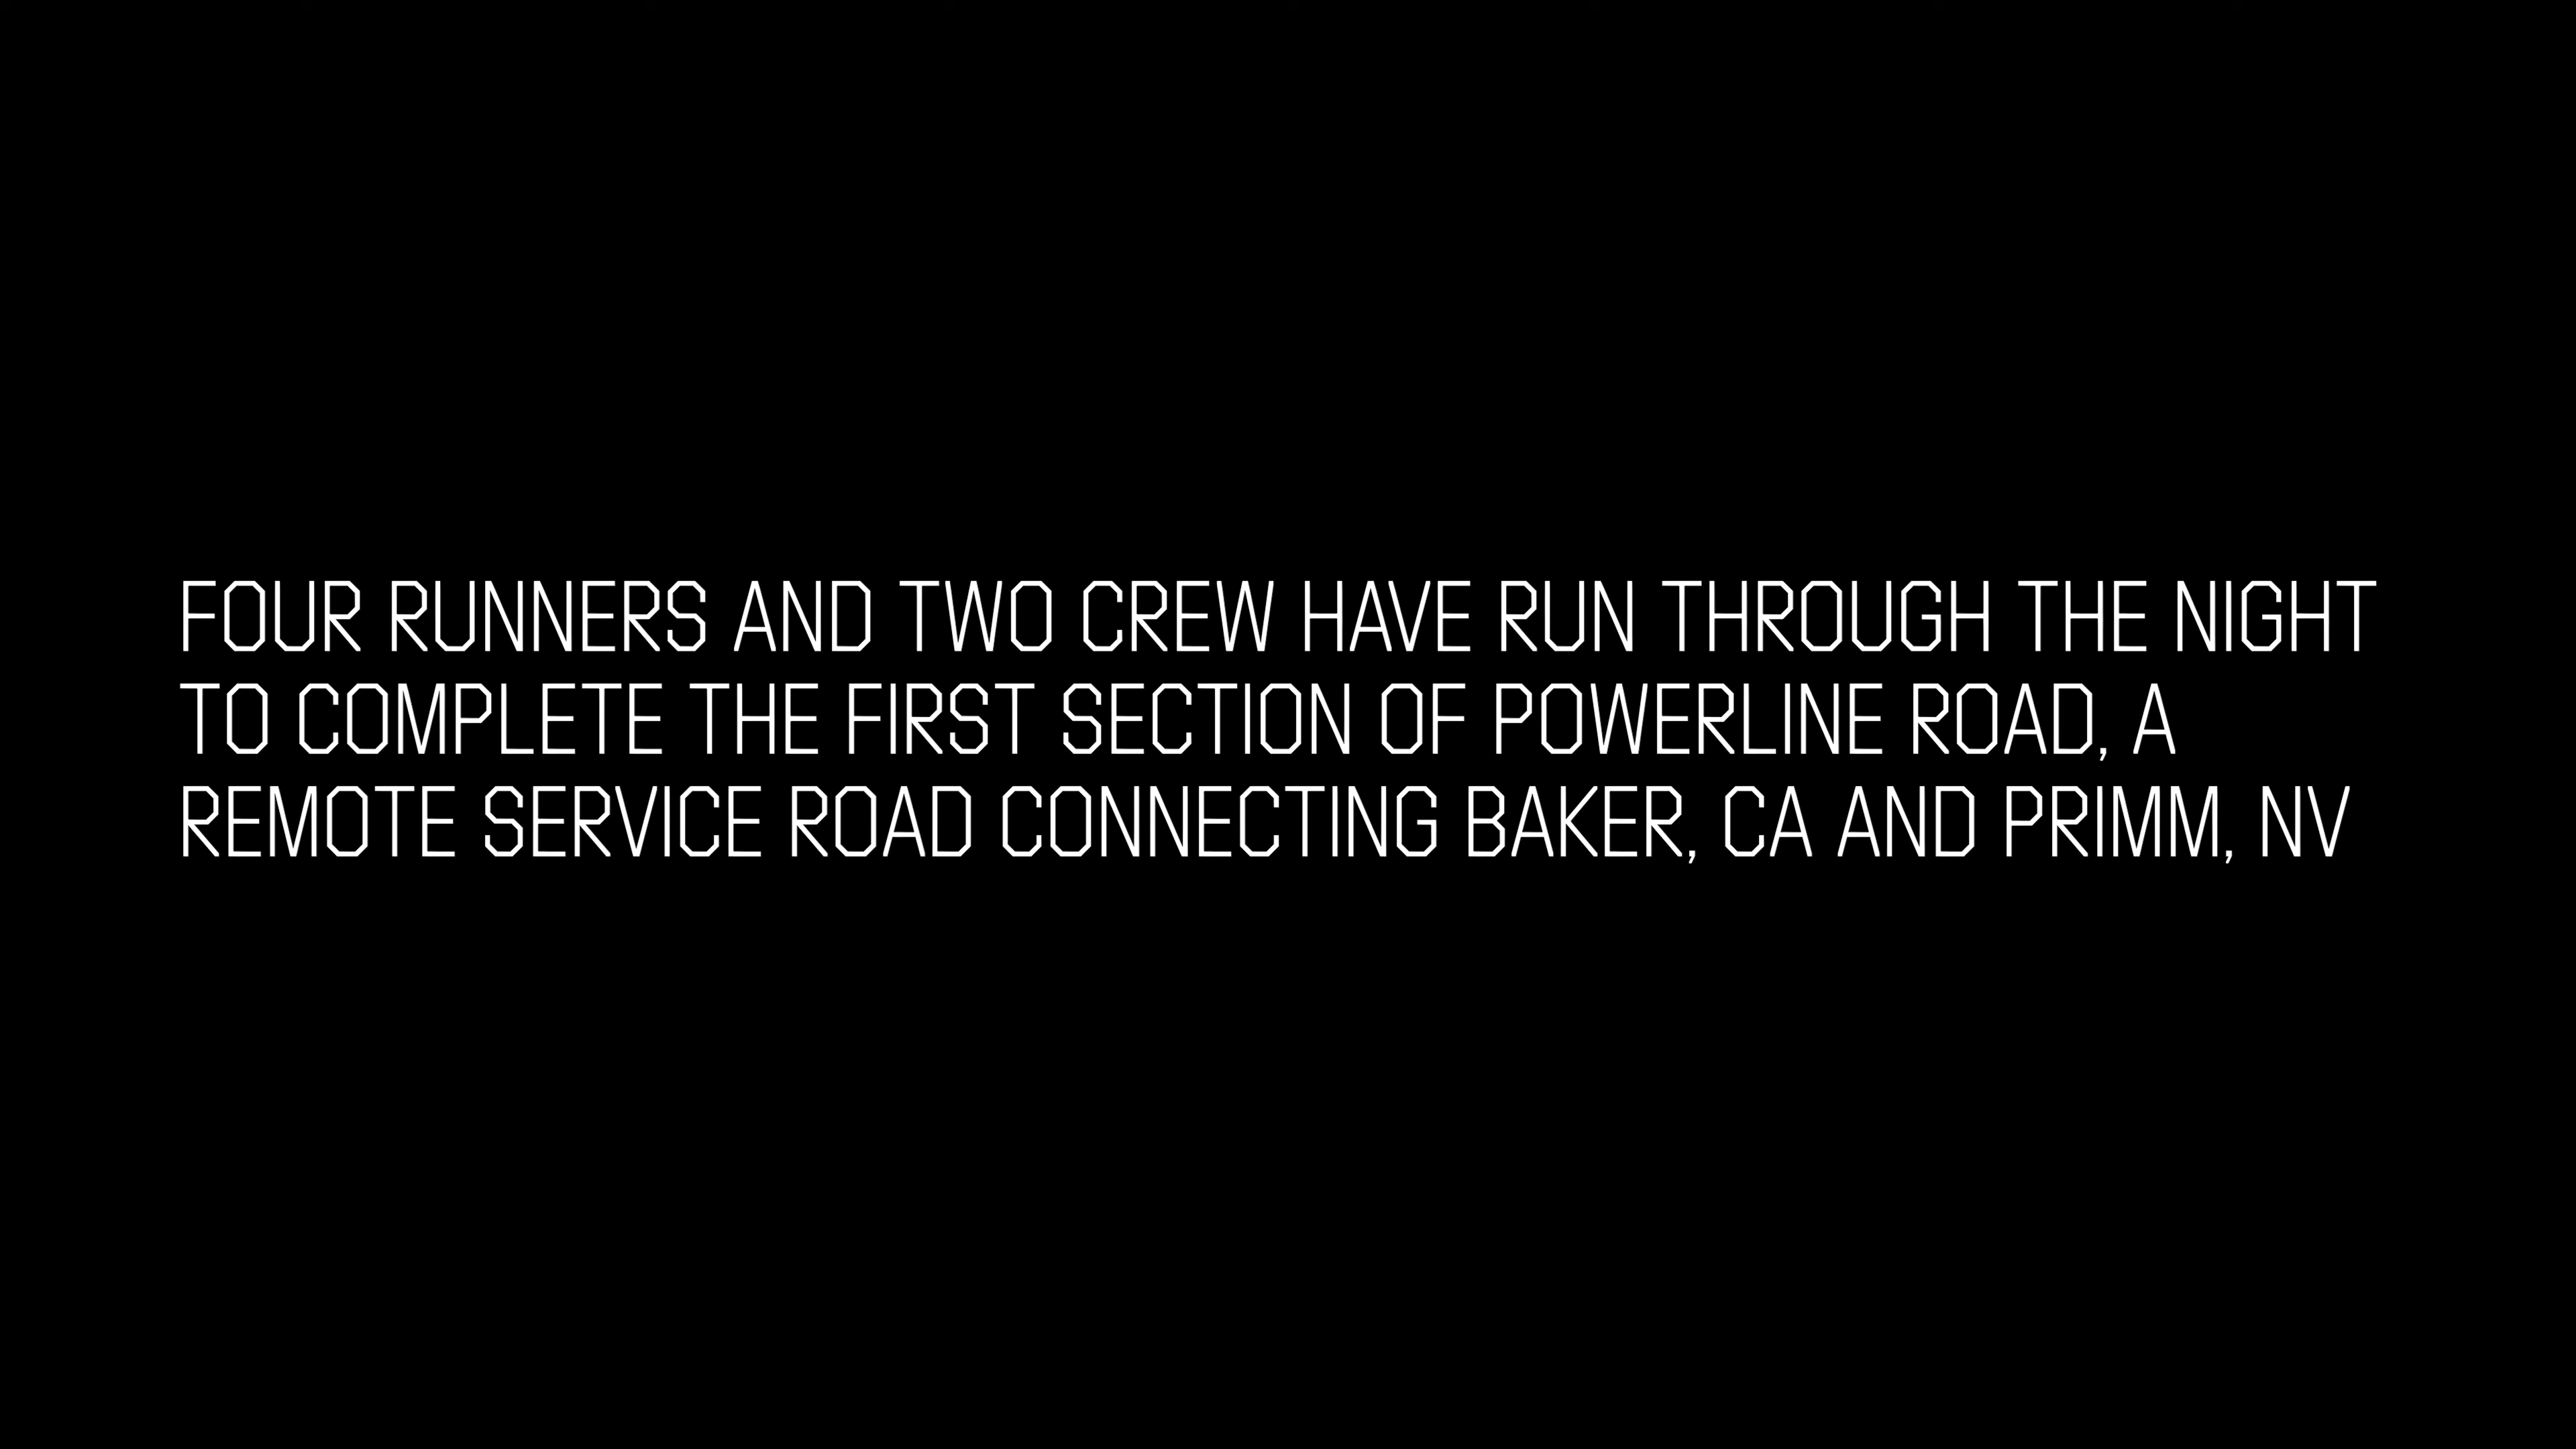 FOUR RUNNERS AND TWO CREW HAVE RUN THROUGH THE NIGHT
TO COMPLETE THE FIRST SECTION OF POWERLINE ROAD, A
REMOTE SERVICE ROAD CONNECTING BAKER, CA AND PRIMM, NV